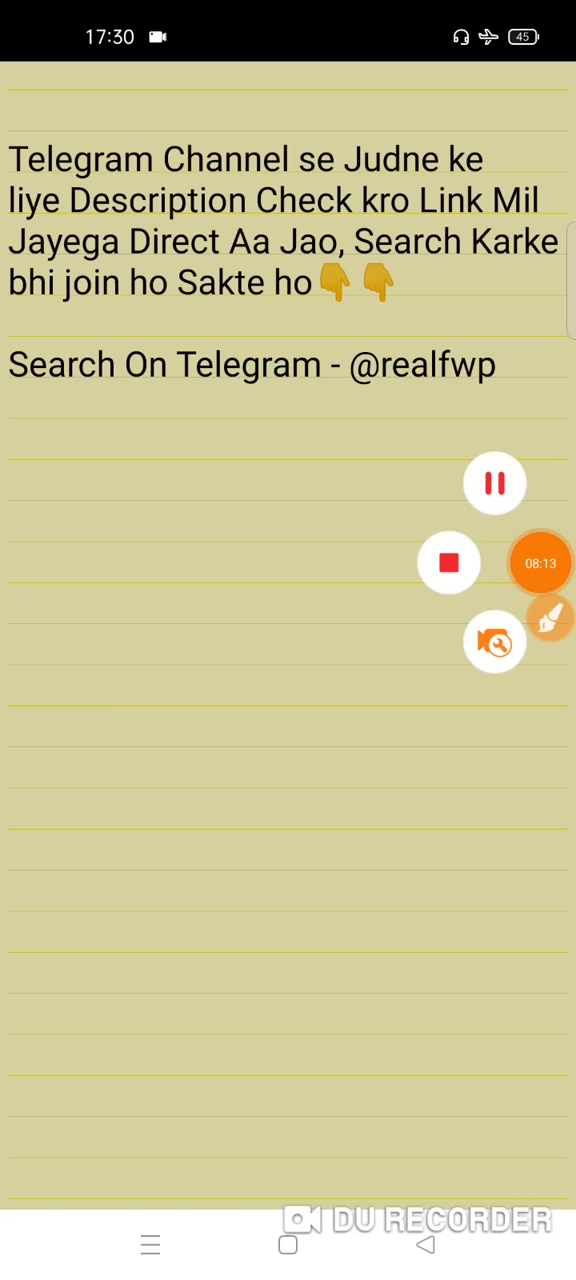 17:30
45
Telegram Channel se Judne ke
liye Description Check kro Link Mil
Jayega Direct Aa Jao, Search Karke
bhi join ho Sakte ho👇👇
Search On Telegram - @realfwp
08:13
DU RECORDER